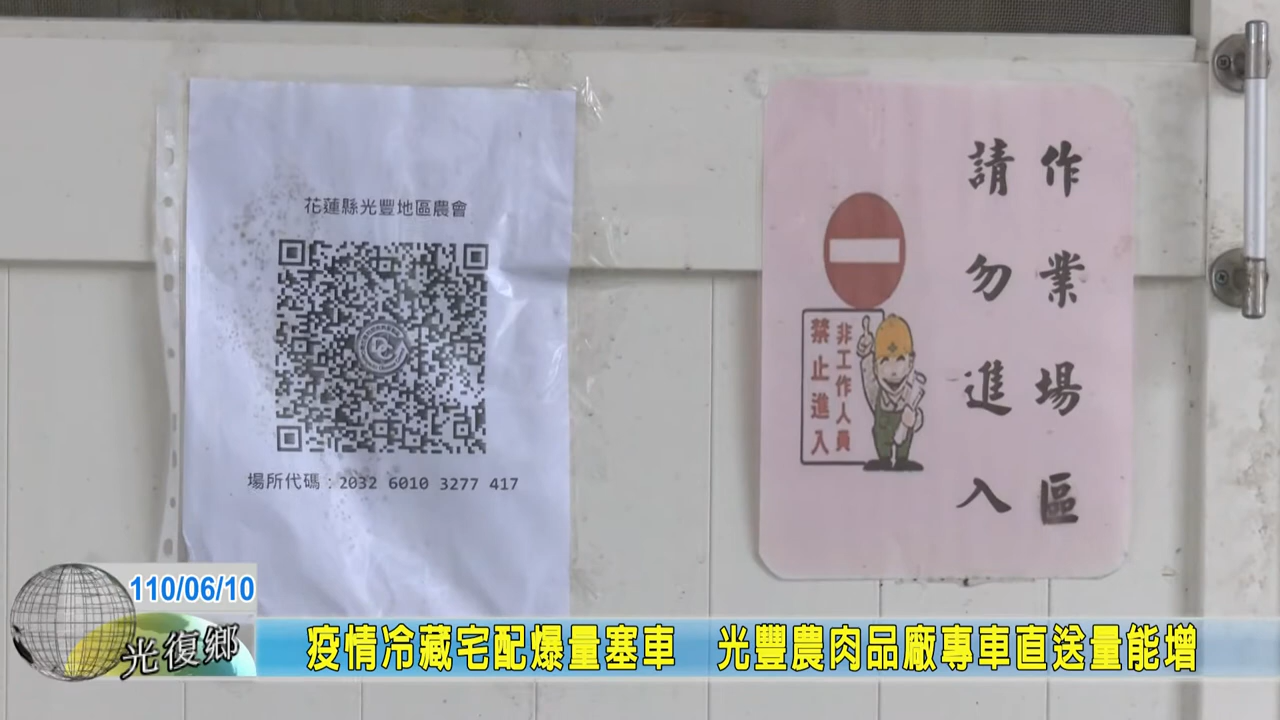 花蓮縣光豐地區農會
場所代碼：2032 6010 3277 417
作業場區
請勿進入
非工作人員
禁止進入
110/06/10
光復鄉
疫情冷藏宅配爆量塞車 光豐農肉品廠專車直送量能增